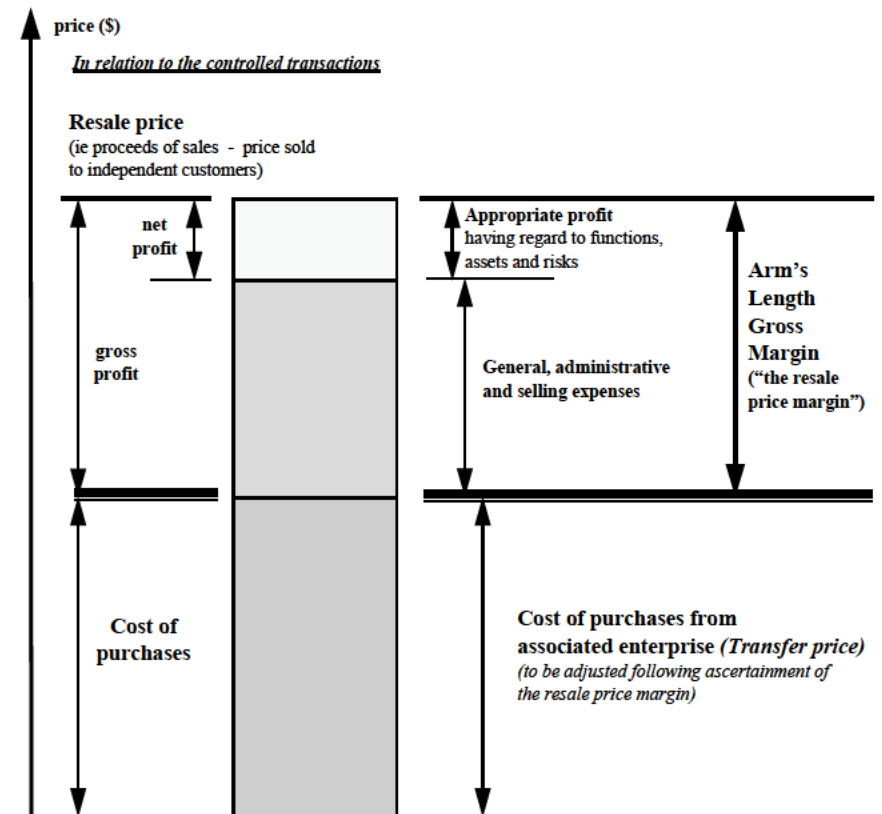 price ($)
In relation to the controlled transactions
Resale price
(ie proceeds of sales - price sold
to independent customers)
net
profit
Appropriate profit
having regard to functions,
assets and risks
Arm's
Length
Gross
Margin
("the resale
price margin")
gross
profit
General, administrative
and selling expenses
Cost of
purchases
Cost of purchases from
associated enterprise (Transfer price)
(to be adjusted following ascertainment of
the resale price margin)